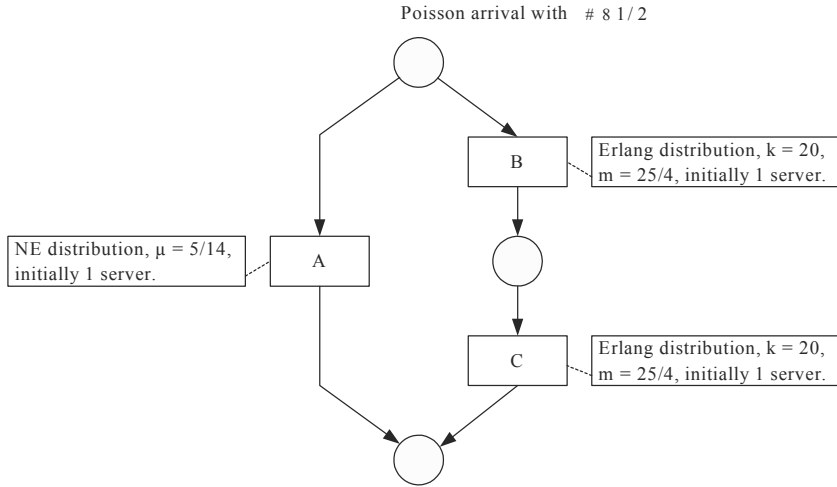 Poisson arrival with # 8 1/2
B
Erlang distribution, k = 20,
m = 25/4, initially 1 server.
NE distribution, µ = 5/14,
initially 1 server.
A
C
Erlang distribution, k = 20,
m = 25/4, initially 1 server.